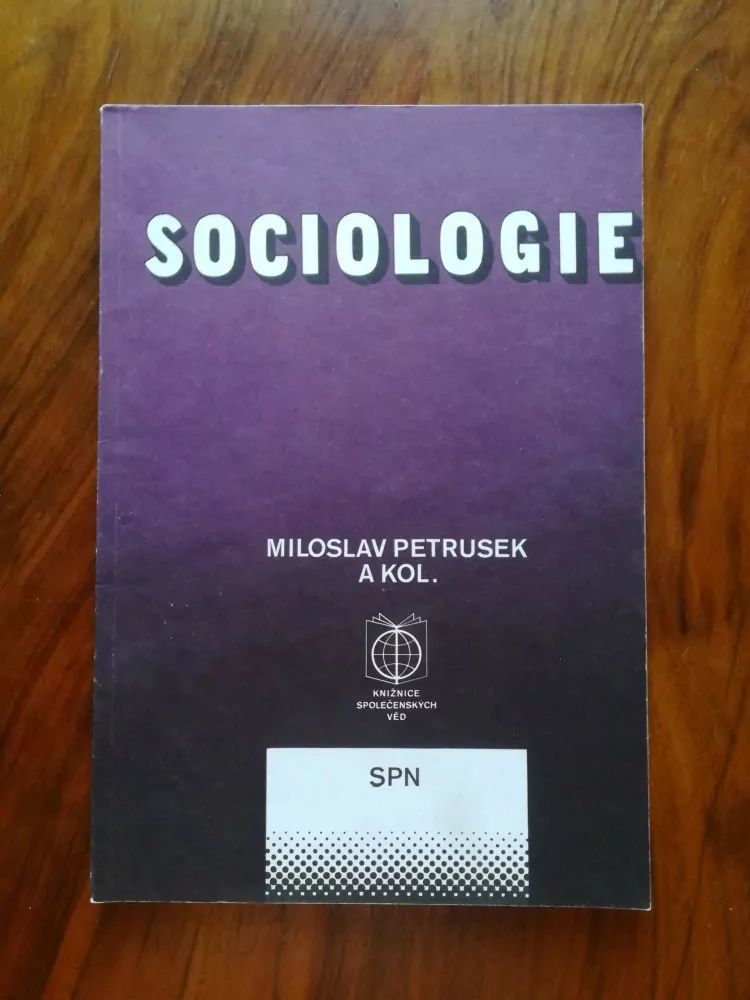 SOCIOLOGIE
MILOSLAV PETRUSEK
A KOL.
KNIŽNICE
SPOLEČENSKÝCH
VĚD
SPN